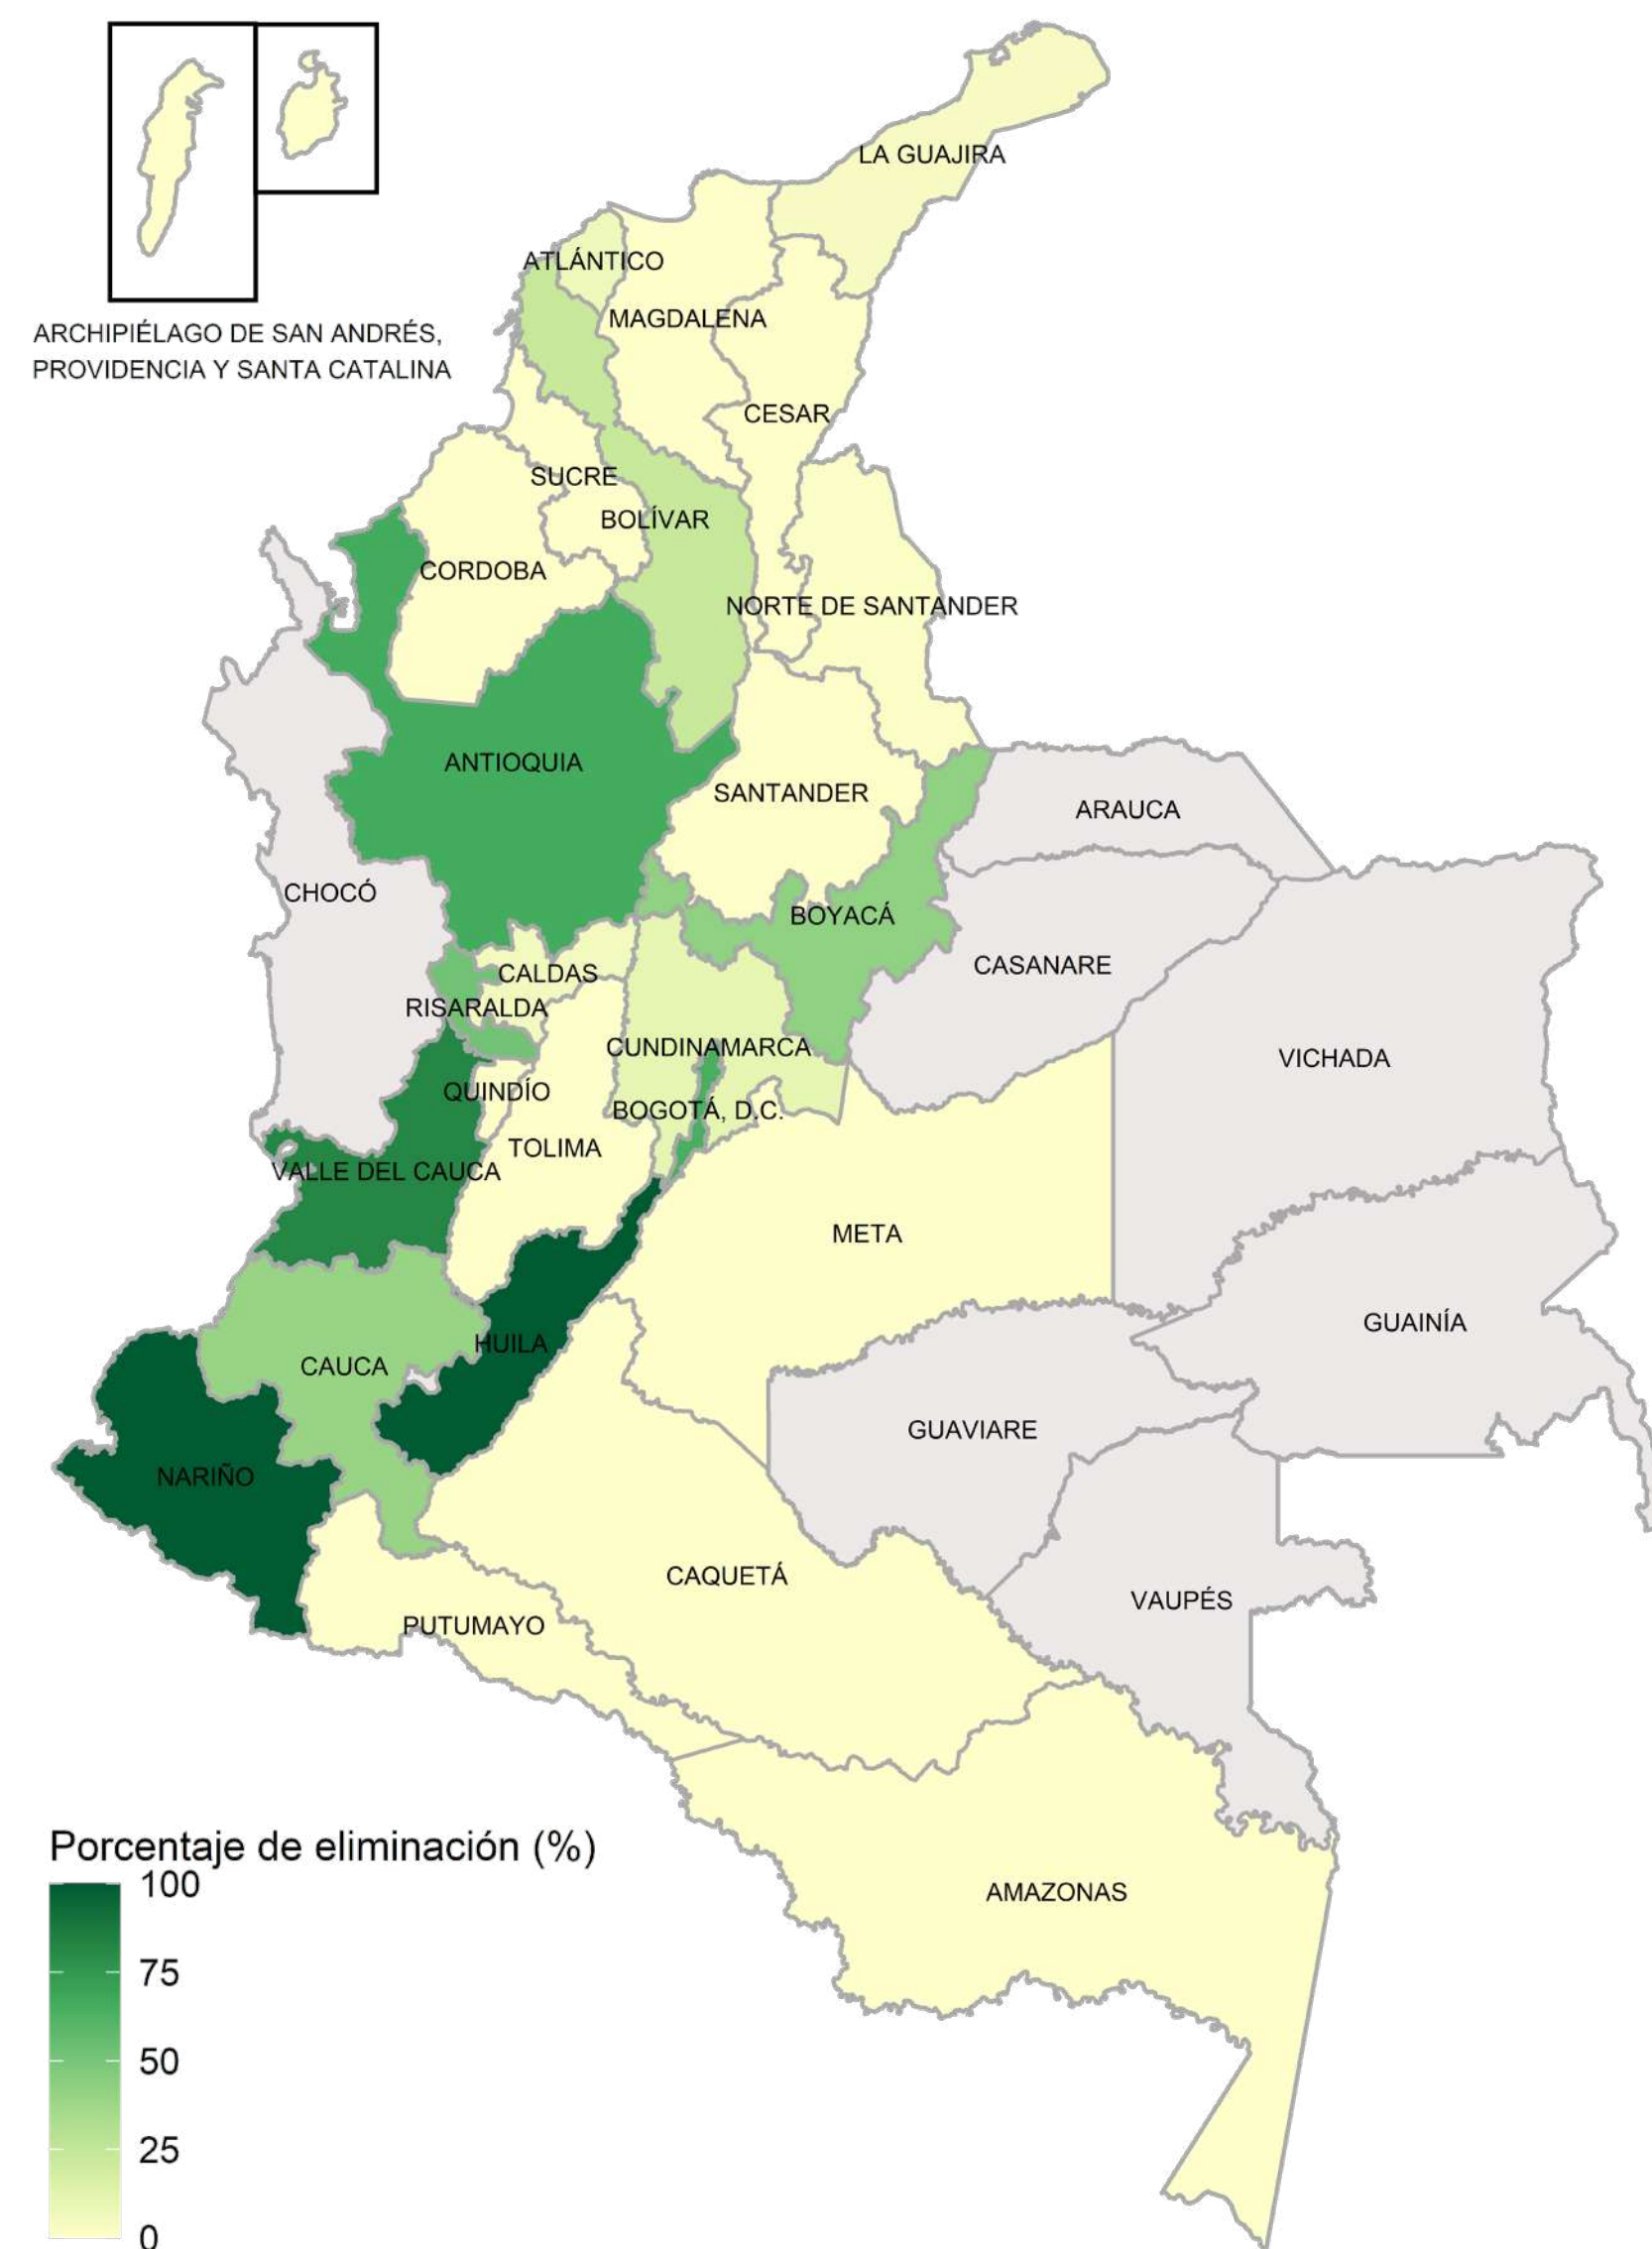 LA GUAJIRA
ATLÁNTICO
MAGDALENA
ARCHIPIÉLAGO DE SAN ANDRÉS,
PROVIDENCIA Y SANTA CATALINA
CESAR
SUCRE
BOLÍVAR
CORDOBA
NORTE DE SANTANDER
ANTIOQUIA
SANTANDER
ARAUCA
CHOCÓ
BOYACÁ
CASANARE
CALDAS
RISARALDA
CUNDINAMARCA
VICHADA
QUINDÍO
BOGOTÁ, D.C.
TOLIMA
VALLE DEL CAUCA
META
GUAINÍA
HUILA
CAUCA
GUAVIARE
NARIÑO
CAQUETÁ
VAUPÉS
PUTUMAYO
AMAZONAS
Porcentaje de eliminación (%)
100
75
50
25
0